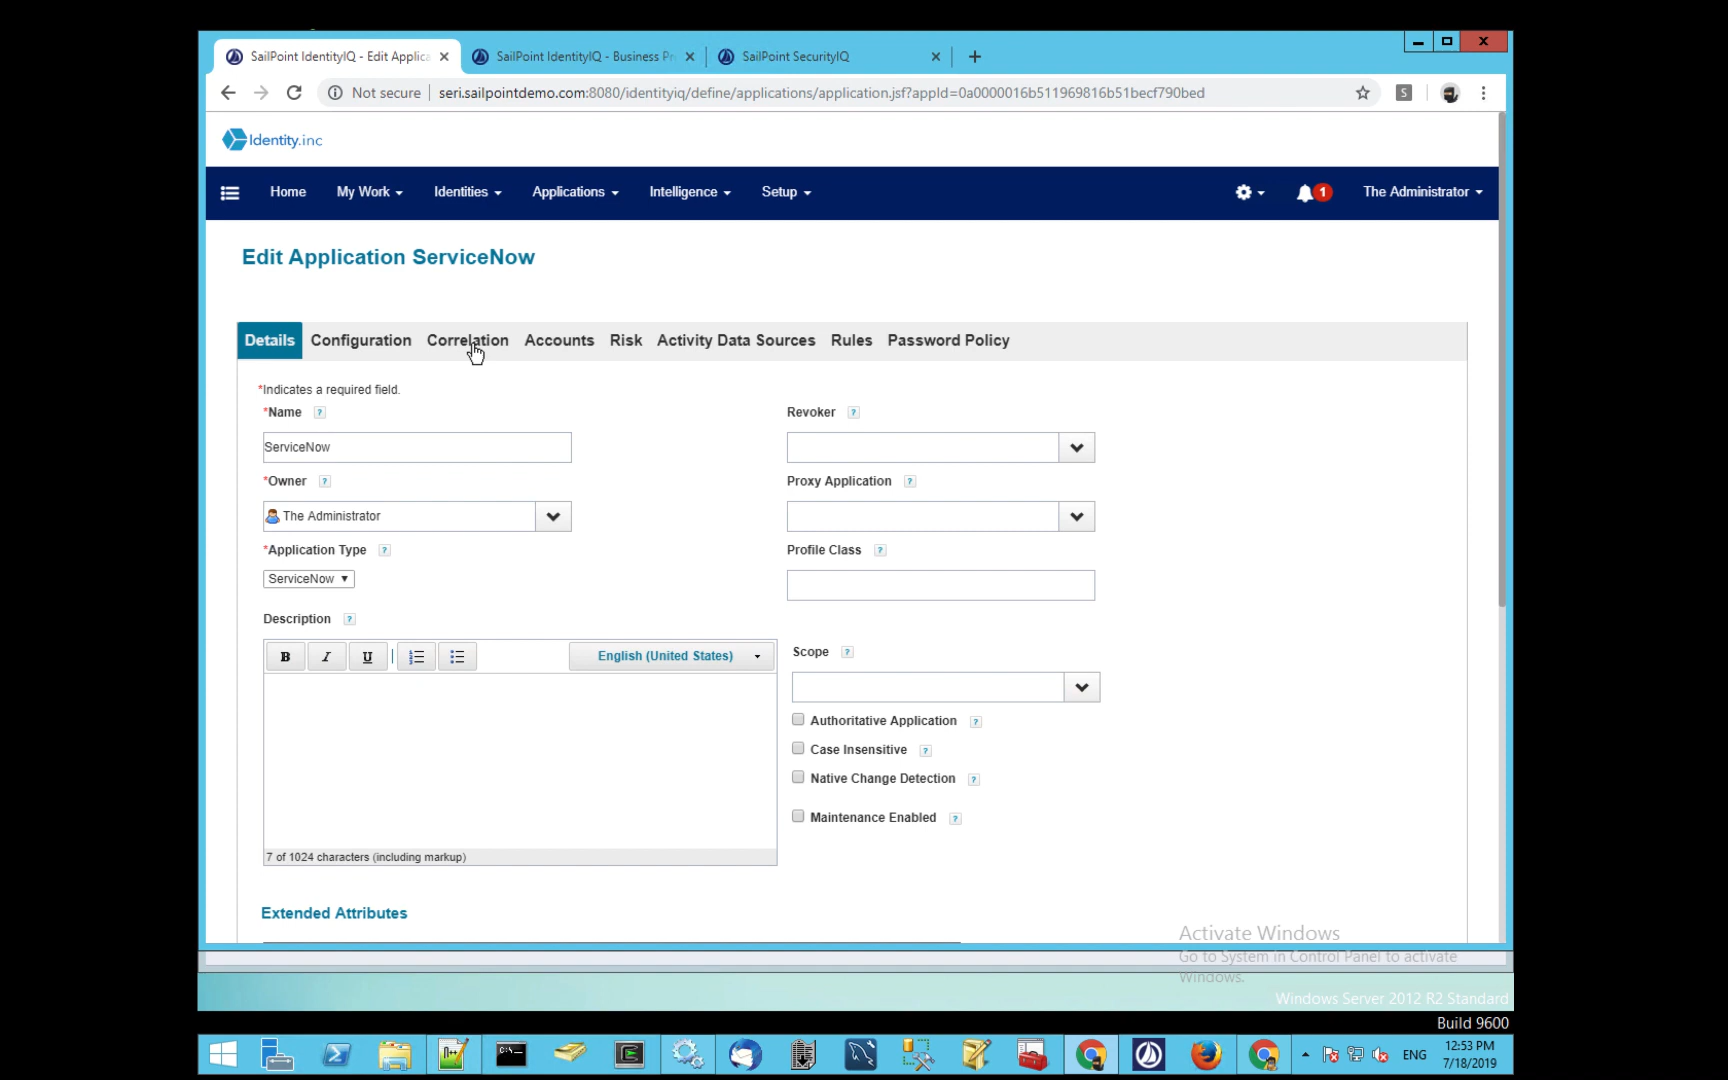 SailPoint IdentityIQ - Edit Applica
SailPoint IdentityIQ - Business Pr
SailPoint SecurityIQ
Not secure
seri.sailpointdemo.com:8080/identityiq/define/applications/application.jsf?appId=0a0000016b511969816b51becf790bed
S
Identity.inc
Home
My Work
Identities
Applications
Intelligence
Setup
1
The Administrator
Edit Application ServiceNow
Details
Configuration
Correlation
Accounts
Risk
Activity Data Sources
Rules
Password Policy
*Indicates a required field.
*Name ?
ServiceNow
*Owner ?
The Administrator
*Application Type ?
ServiceNow
Description ?
B I U
English (United States)
7 of 1024 characters (including markup)
Revoker ?
Proxy Application ?
Profile Class ?
Scope ?
Authoritative Application ?
Case Insensitive ?
Native Change Detection ?
Maintenance Enabled ?
Extended Attributes
Activate Windows
Go to System in Control Panel to activate
Windows.
Windows Server 2012 R2 Standard
Build 9600
ENG
12:53 PM
7/18/2019